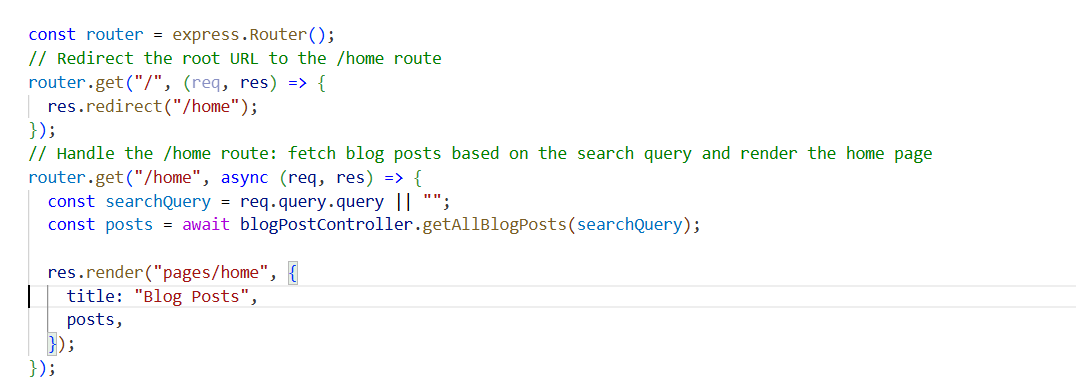 const router = express.Router();
// Redirect the root URL to the /home route
router.get("/", (req, res) => {
  res.redirect("/home");
});
// Handle the /home route: fetch blog posts based on the search query and render the home page
router.get("/home", async (req, res) => {
  const searchQuery = req.query.query || "";
  const posts = await blogPostController.getAllBlogPosts(searchQuery);

  res.render("pages/home", {
    title: "Blog Posts",
    posts,
  });
});